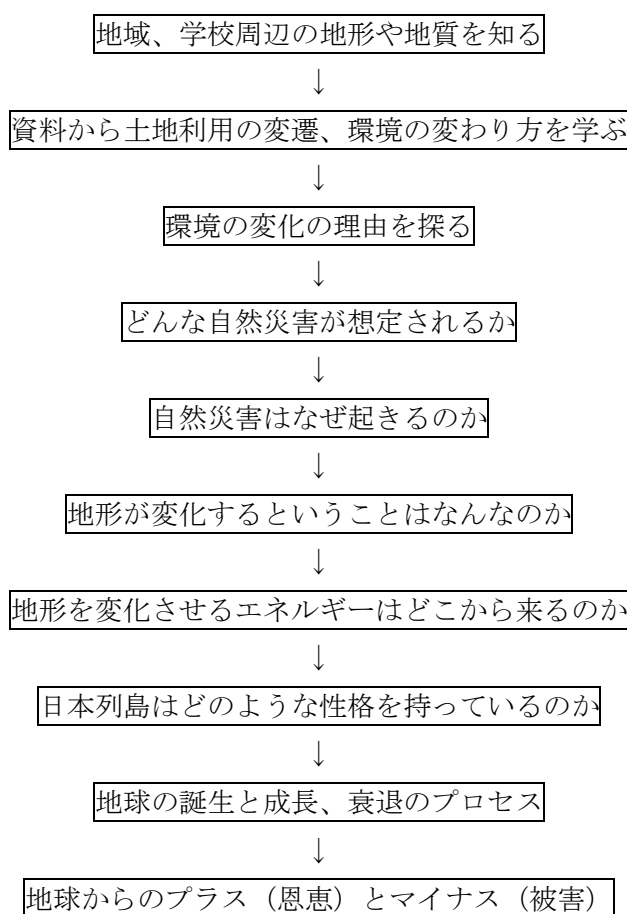 地域、学校周辺の地形や地質を知る
↓
資料から土地利用の変遷、環境の変わり方を学ぶ
↓
環境の変化の理由を探る
↓
どんな自然災害が想定されるか
↓
自然災害はなぜ起きるのか
↓
地形が変化するということはなんなのか
↓
地形を変化させるエネルギーはどこから来るのか
↓
日本列島はどのような性格を持っているのか
↓
地球の誕生と成長、衰退のプロセス
↓
地球からのプラス（恩恵）とマイナス（被害）